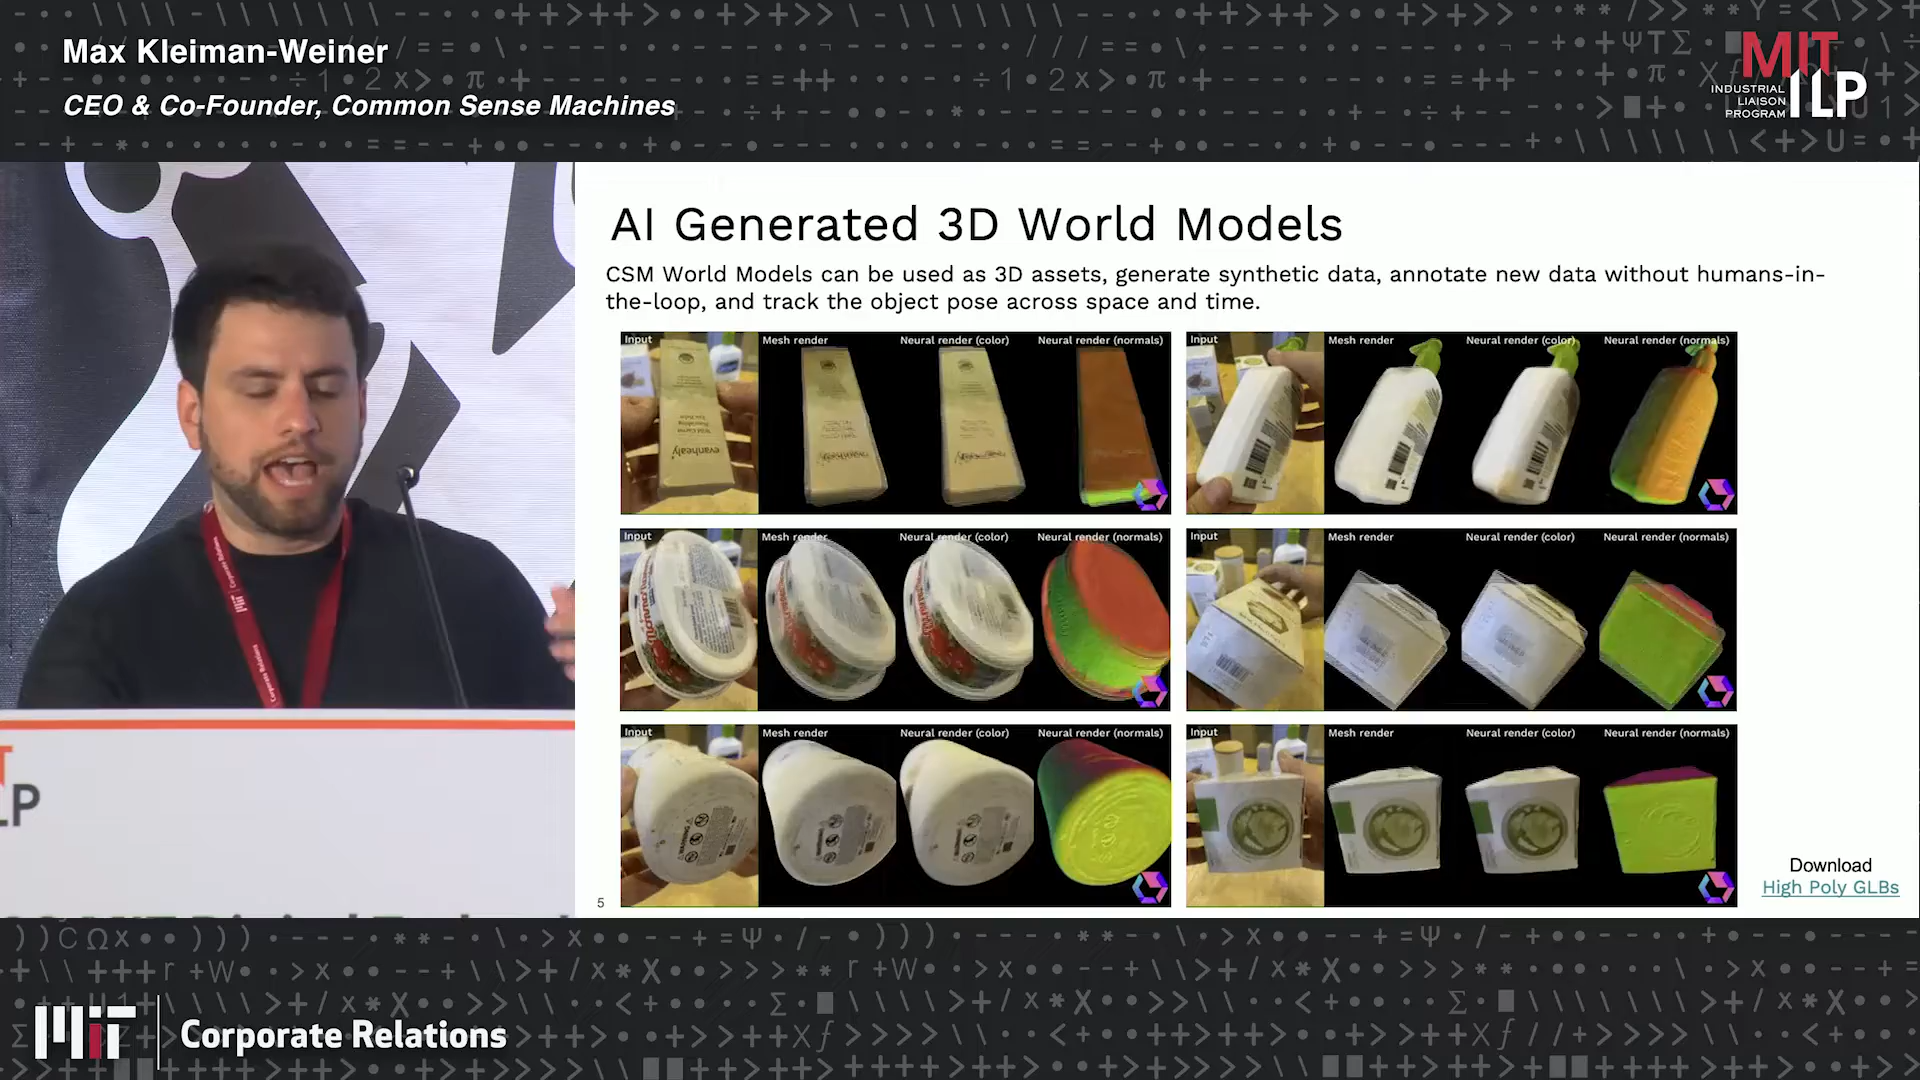 Max Kleiman-Weiner
CEO & Co-Founder, Common Sense Machines
MIT
INDUSTRIAL
LIAISON
PROGRAM
ILP
AI Generated 3D World Models
CSM World Models can be used as 3D assets, generate synthetic data, annotate new data without humans-in-
the-loop, and track the object pose across space and time.
Input Mesh render Neural render (color) Neural render (normals)
evanhealy
Input Mesh render Neural render (color) Neural render (normals)
Input Mesh render Neural render (color) Neural render (normals)
Input Mesh render Neural render (color) Neural render (normals)
Input Mesh render Neural render (color) Neural render (normals)
Input Mesh render Neural render (color) Neural render (normals)
Download
High Poly GLBs
5
MIT Corporate Relations